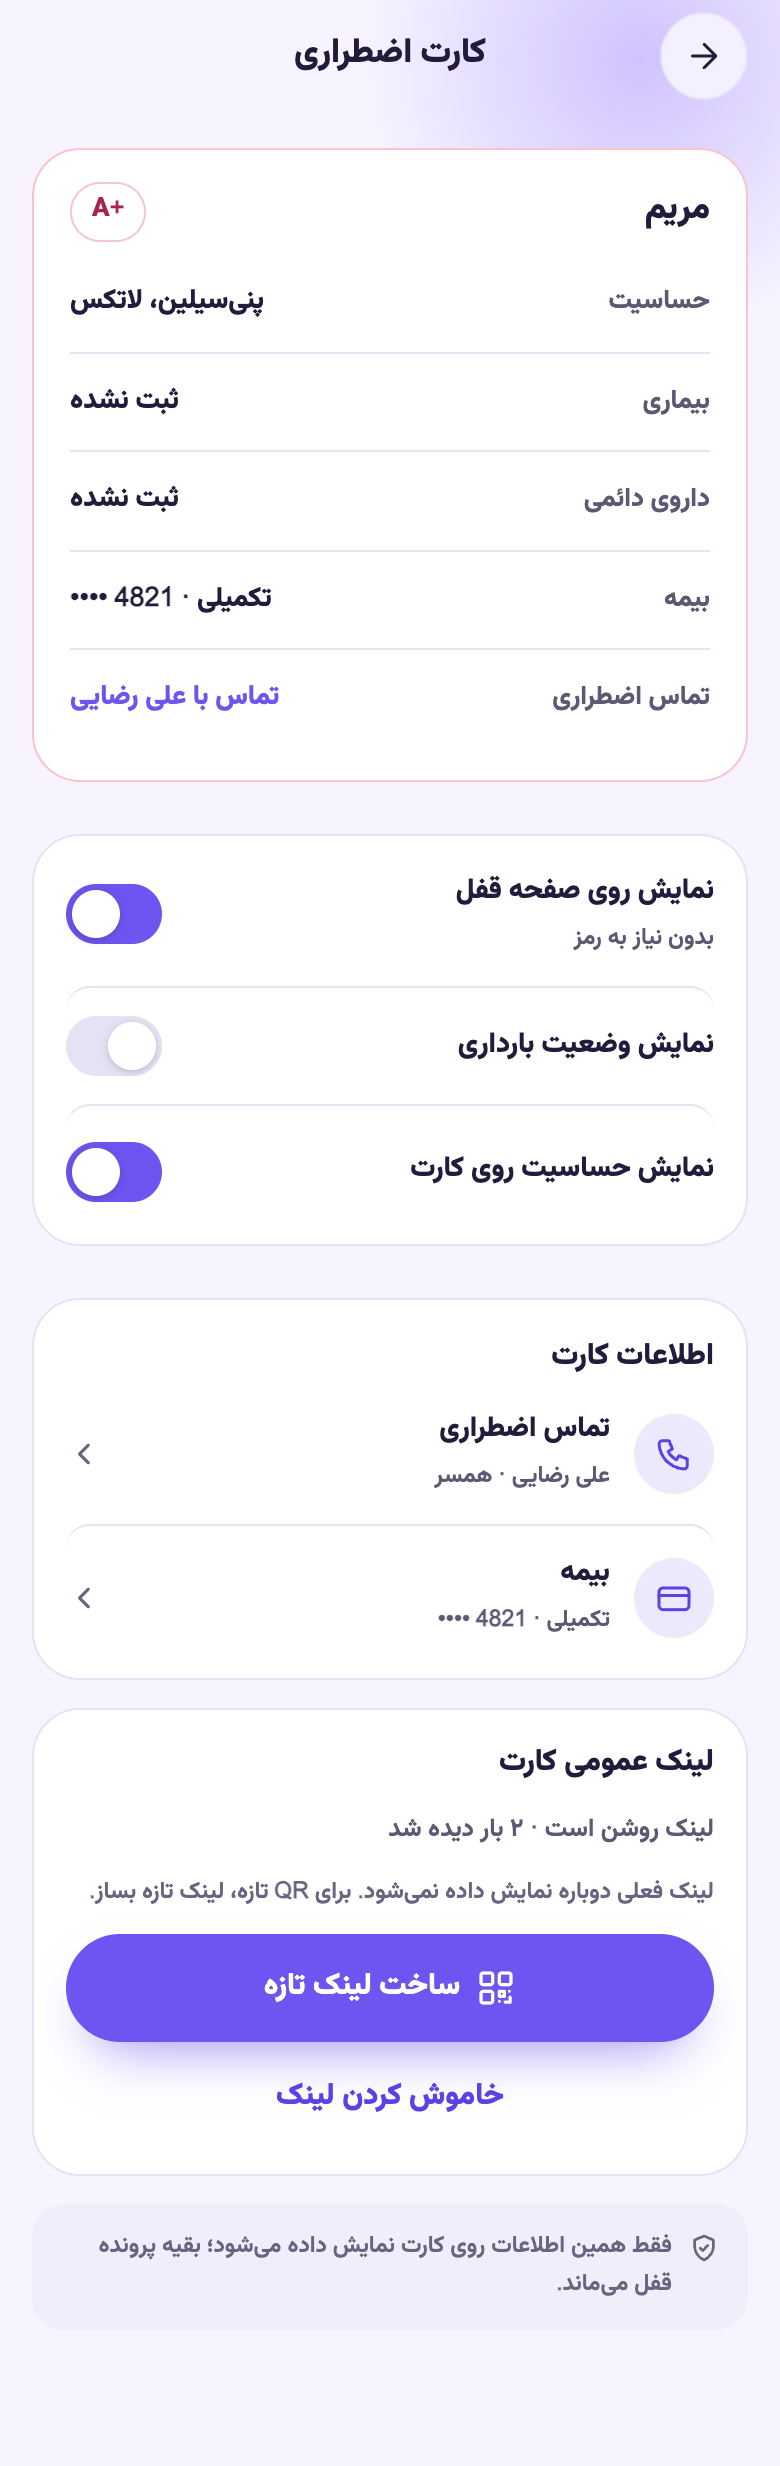 کارت اضطراری
مریم
A+
حساسیت
پنی‌سیلین، لاتکس
بیماری
ثبت نشده
داروی دائمی
ثبت نشده
بیمه
تکمیلی · 4821 ••••
تماس اضطراری
تماس با علی رضایی
نمایش روی صفحه قفل
بدون نیاز به رمز
نمایش وضعیت بارداری
نمایش حساسیت روی کارت
اطلاعات کارت
تماس اضطراری
علی رضایی · همسر
بیمه
تکمیلی · 4821 ••••
لینک عمومی کارت
لینک روشن است · ۲ بار دیده شد
لینک فعلی دوباره نمایش داده نمی‌شود. برای QR تازه، لینک تازه بساز.
ساخت لینک تازه
خاموش کردن لینک
فقط همین اطلاعات روی کارت نمایش داده می‌شود؛ بقیه پرونده
قفل می‌ماند.